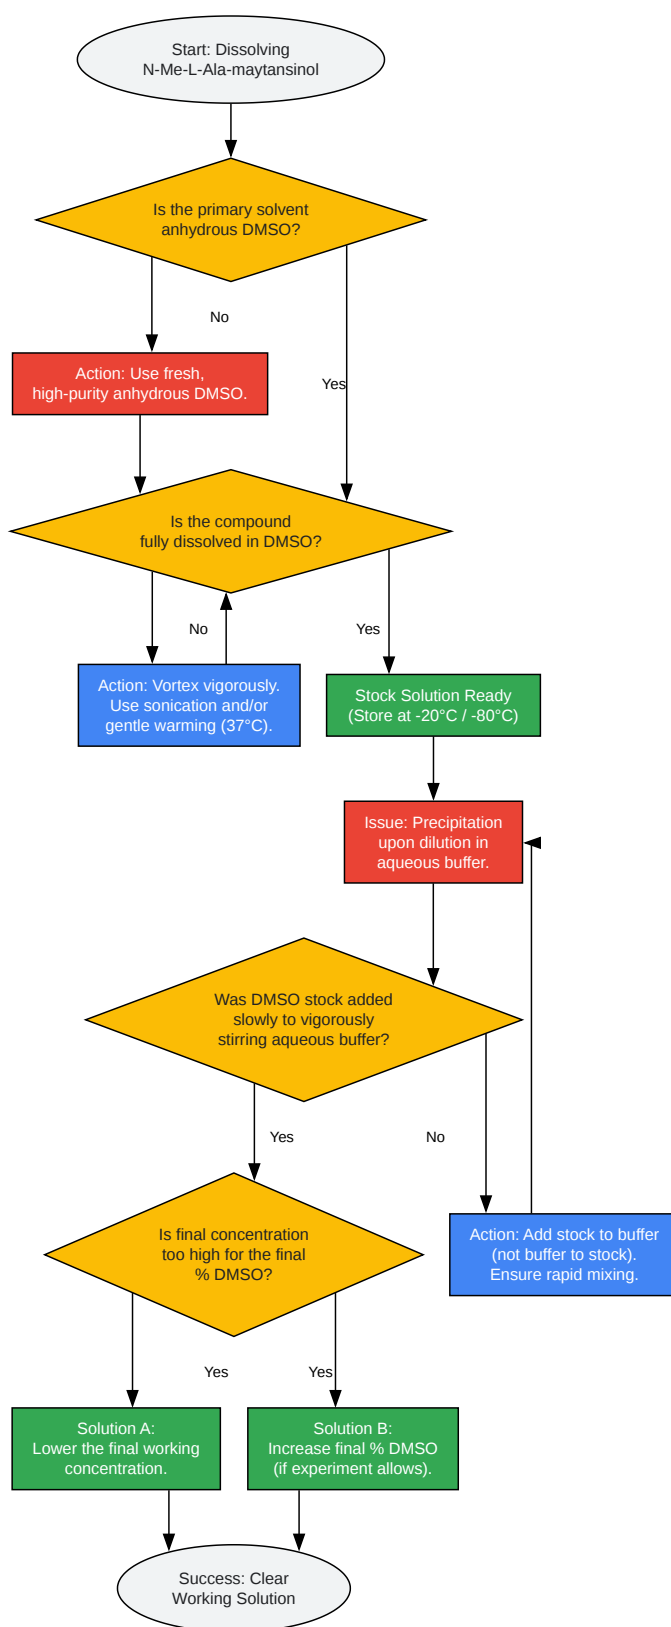 Start: Dissolving
N-Me-L-Ala-maytansinol
Is the primary solvent
anhydrous DMSO?
No
Yes
Action: Use fresh,
high-purity anhydrous DMSO.
Is the compound
fully dissolved in DMSO?
No
Yes
Action: Vortex vigorously.
Use sonication and/or
gentle warming (37°C).
Stock Solution Ready
(Store at -20°C / -80°C)
Issue: Precipitation
upon dilution in
aqueous buffer.
Was DMSO stock added
slowly to vigorously
stirring aqueous buffer?
Yes
No
Is final concentration
too high for the final
% DMSO?
Action: Add stock to buffer
(not buffer to stock).
Ensure rapid mixing.
Yes
Yes
Solution A:
Lower the final working
concentration.
Solution B:
Increase final % DMSO
(if experiment allows).
Success: Clear
Working Solution